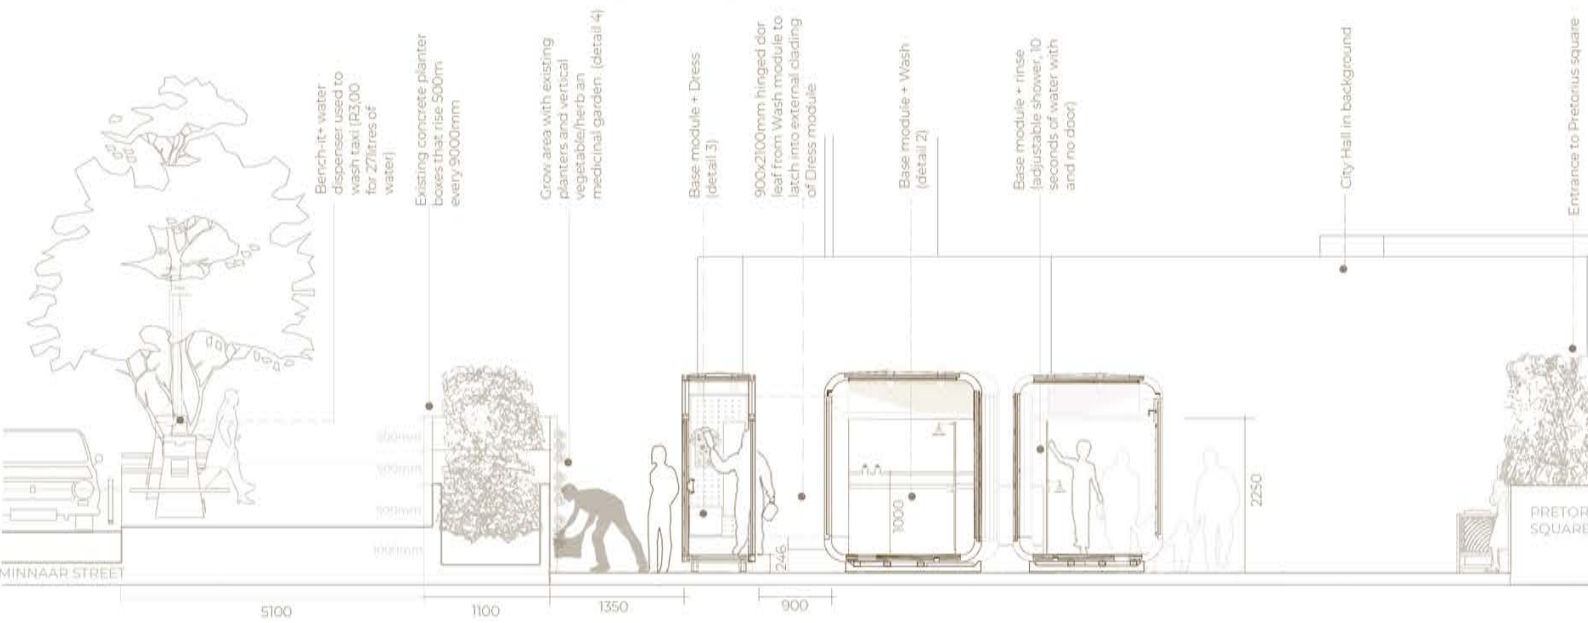 Bench-it+ water
dispenser used to
wash taxi (R3,00
for 27litres of
water)
Existing concrete planter
boxes that rise 500m
every 9000mm
Grow area with existing
planters and vertical
vegetable/herb an
medicinal garden (detail 4)
Base module + Dress
(detail 3)
900x2100mm hinged dor
leaf from Wash module to
latch into external clading
of Dress module
Base module + Wash
(detail 2)
Base module + rinse
(adjustable shower, 10
seconds of water with
and no door)
City Hall in background
Entrance to Pretorius square
500mm
1000mm
1000
246
2250
PRETOR
SQUARE
MINNAAR STREET
5100
1100
1350
900